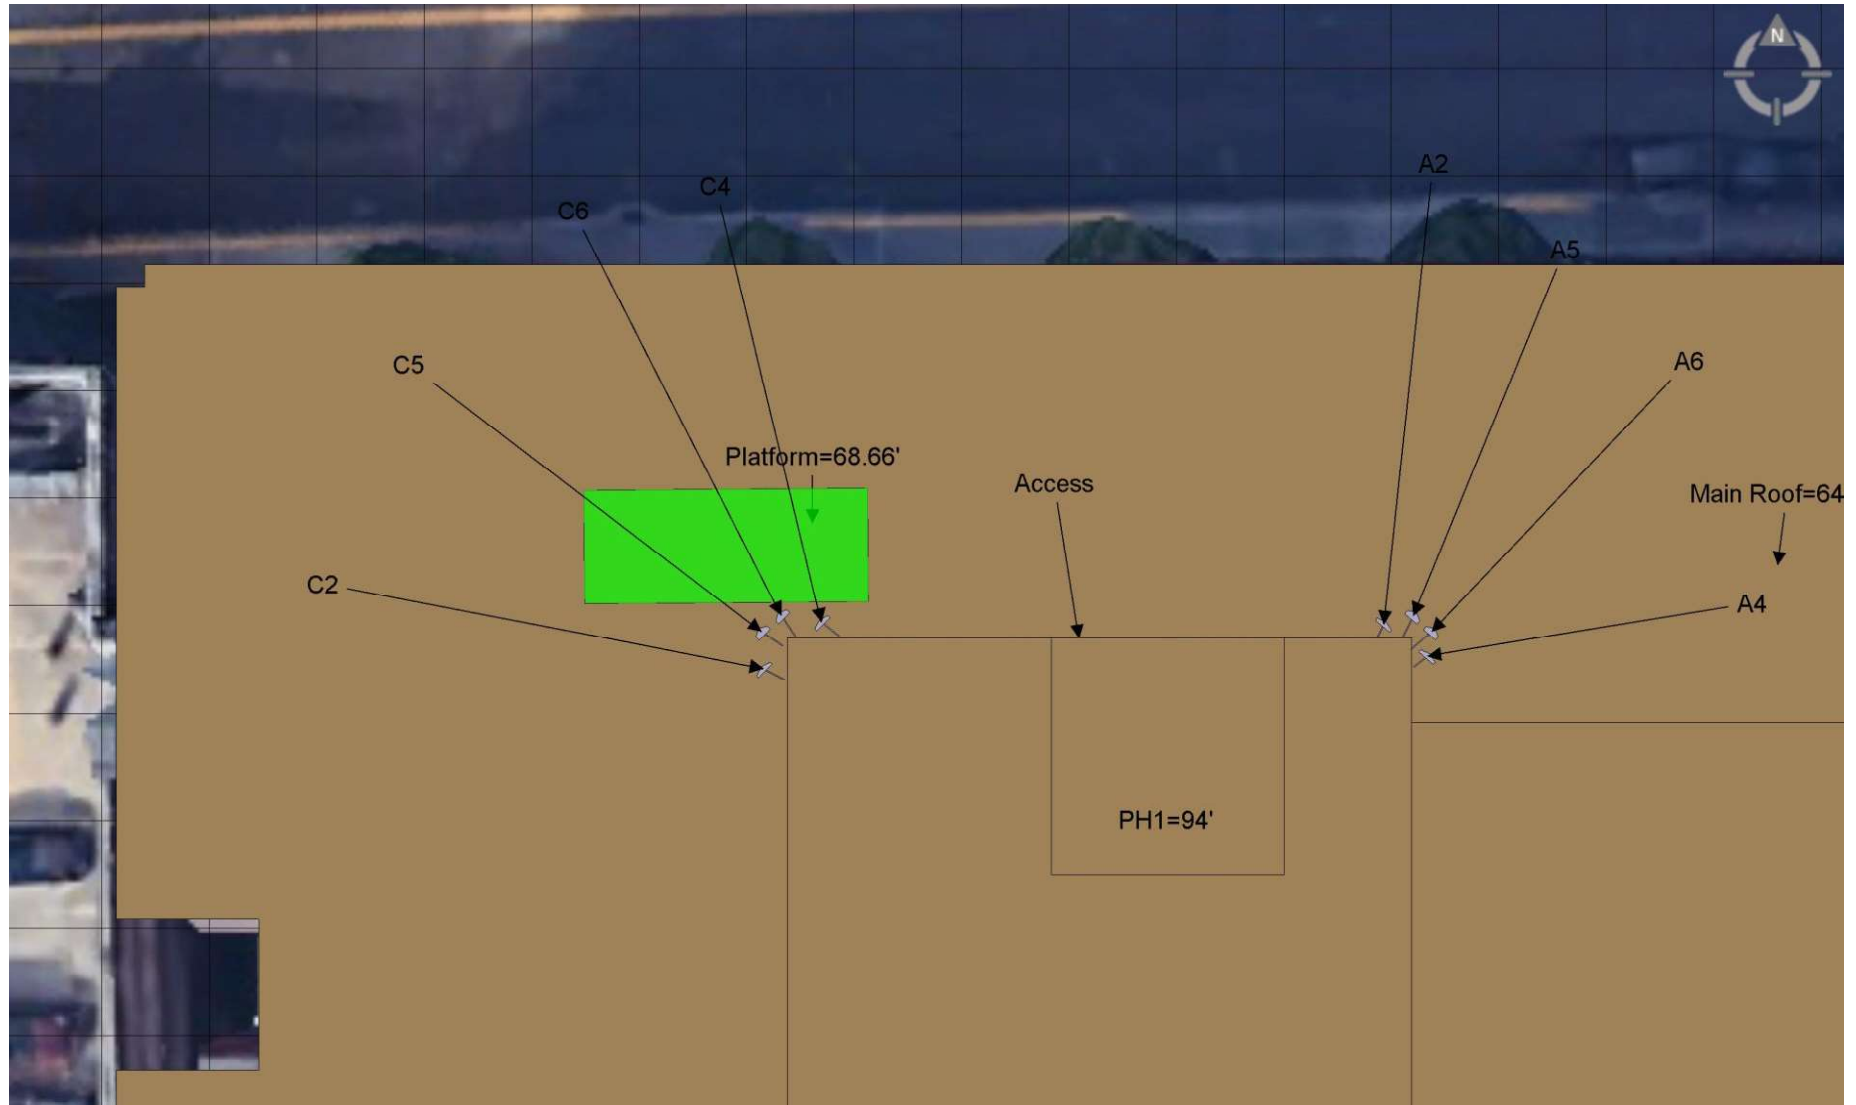 N
A2
C4
C6
A5
A6
C5
Platform=68.66'
Access
Main Roof=64
C2
A4
PH1=94'